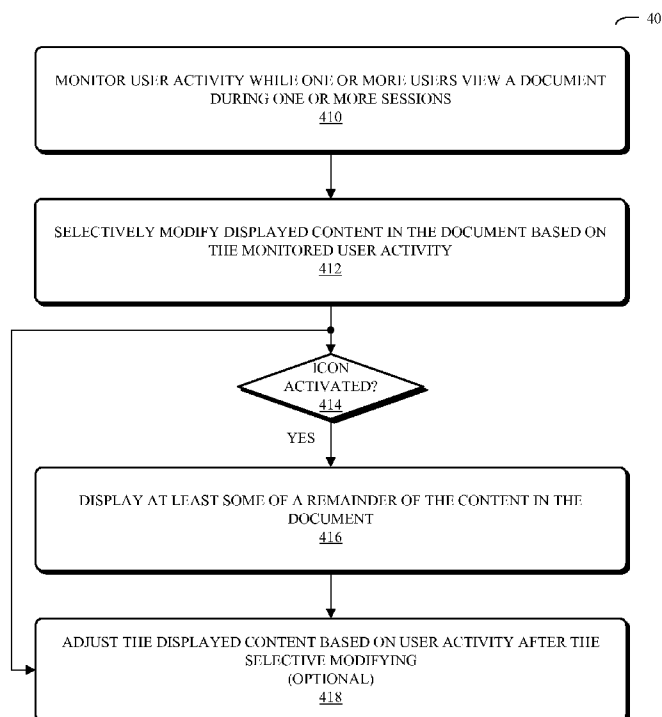 40
MONITOR USER ACTIVITY WHILE ONE OR MORE USERS VIEW A DOCUMENT
DURING ONE OR MORE SESSIONS
410
SELECTIVELY MODIFY DISPLAYED CONTENT IN THE DOCUMENT BASED ON
THE MONITORED USER ACTIVITY
412
ICON
ACTIVATED?
414
YES
DISPLAY AT LEAST SOME OF A REMAINDER OF THE CONTENT IN THE
DOCUMENT
416
ADJUST THE DISPLAYED CONTENT BASED ON USER ACTIVITY AFTER THE
SELECTIVE MODIFYING
(OPTIONAL)
418